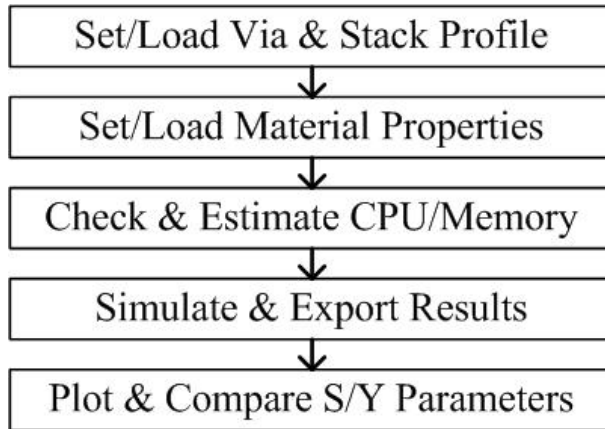 Set/Load Via & Stack Profile
Set/Load Material Properties
Check & Estimate CPU/Memory
Simulate & Export Results
Plot & Compare S/Y Parameters